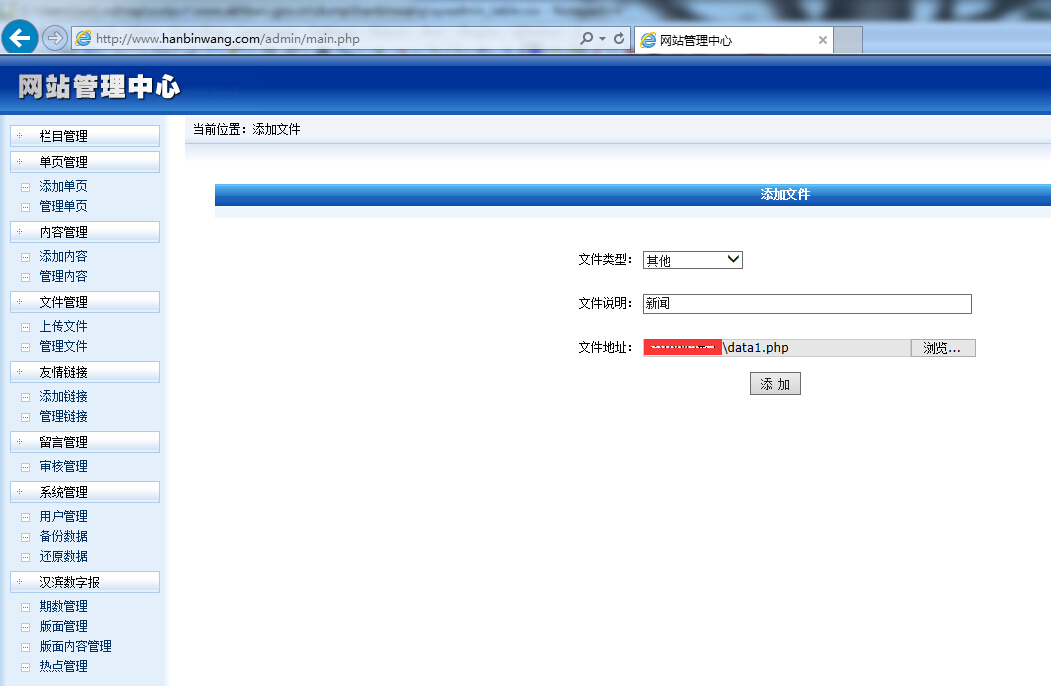 http://www.hanbinwang.com/admin/main.php
网站管理中心
网站管理中心
当前位置：添加文件
栏目管理
单页管理
添加单页
管理单页
内容管理
添加内容
管理内容
文件管理
上传文件
管理文件
友情链接
添加链接
管理链接
留言管理
审核管理
系统管理
用户管理
备份数据
还原数据
汉滨数字报
期数管理
版面管理
版面内容管理
热点管理
添加文件
文件类型： 其他
文件说明： 新闻
文件地址： \data1.php 浏览...
添 加